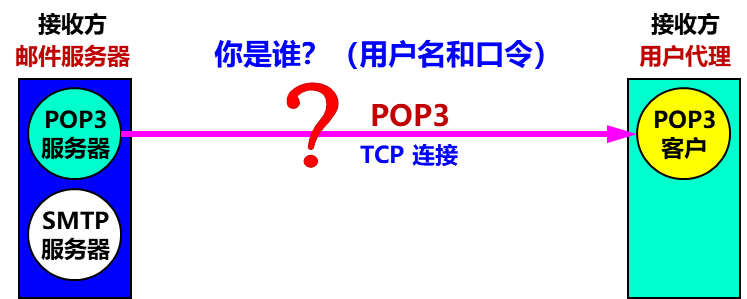 接收方
邮件服务器
你是谁？（用户名和口令）
接收方
用户代理
POP3
服务器
?
POP3
TCP 连接
POP3
客户
SMTP
服务器